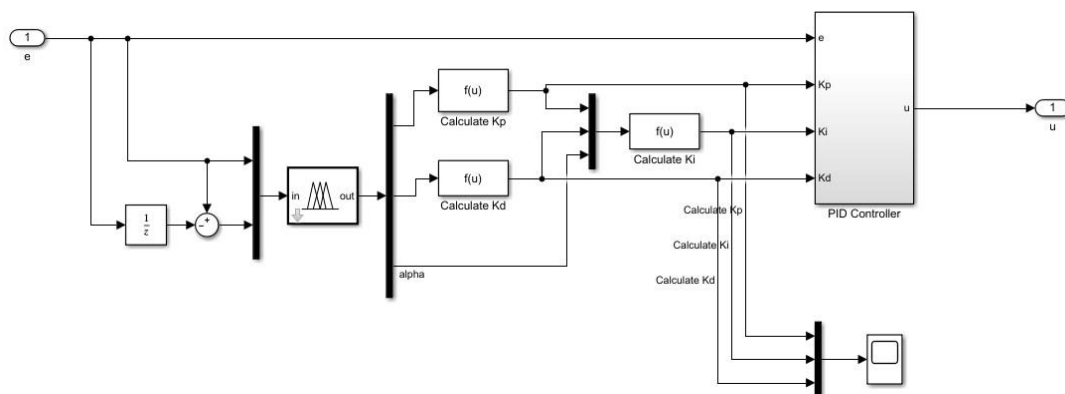 1
e
1
z
in
out
f(u)
Calculate Kp
f(u)
Calculate Kd
alpha
f(u)
Calculate Ki
e
Kp
Ki
Kd
u
PID Controller
1
u
Calculate Kp
Calculate Ki
Calculate Kd